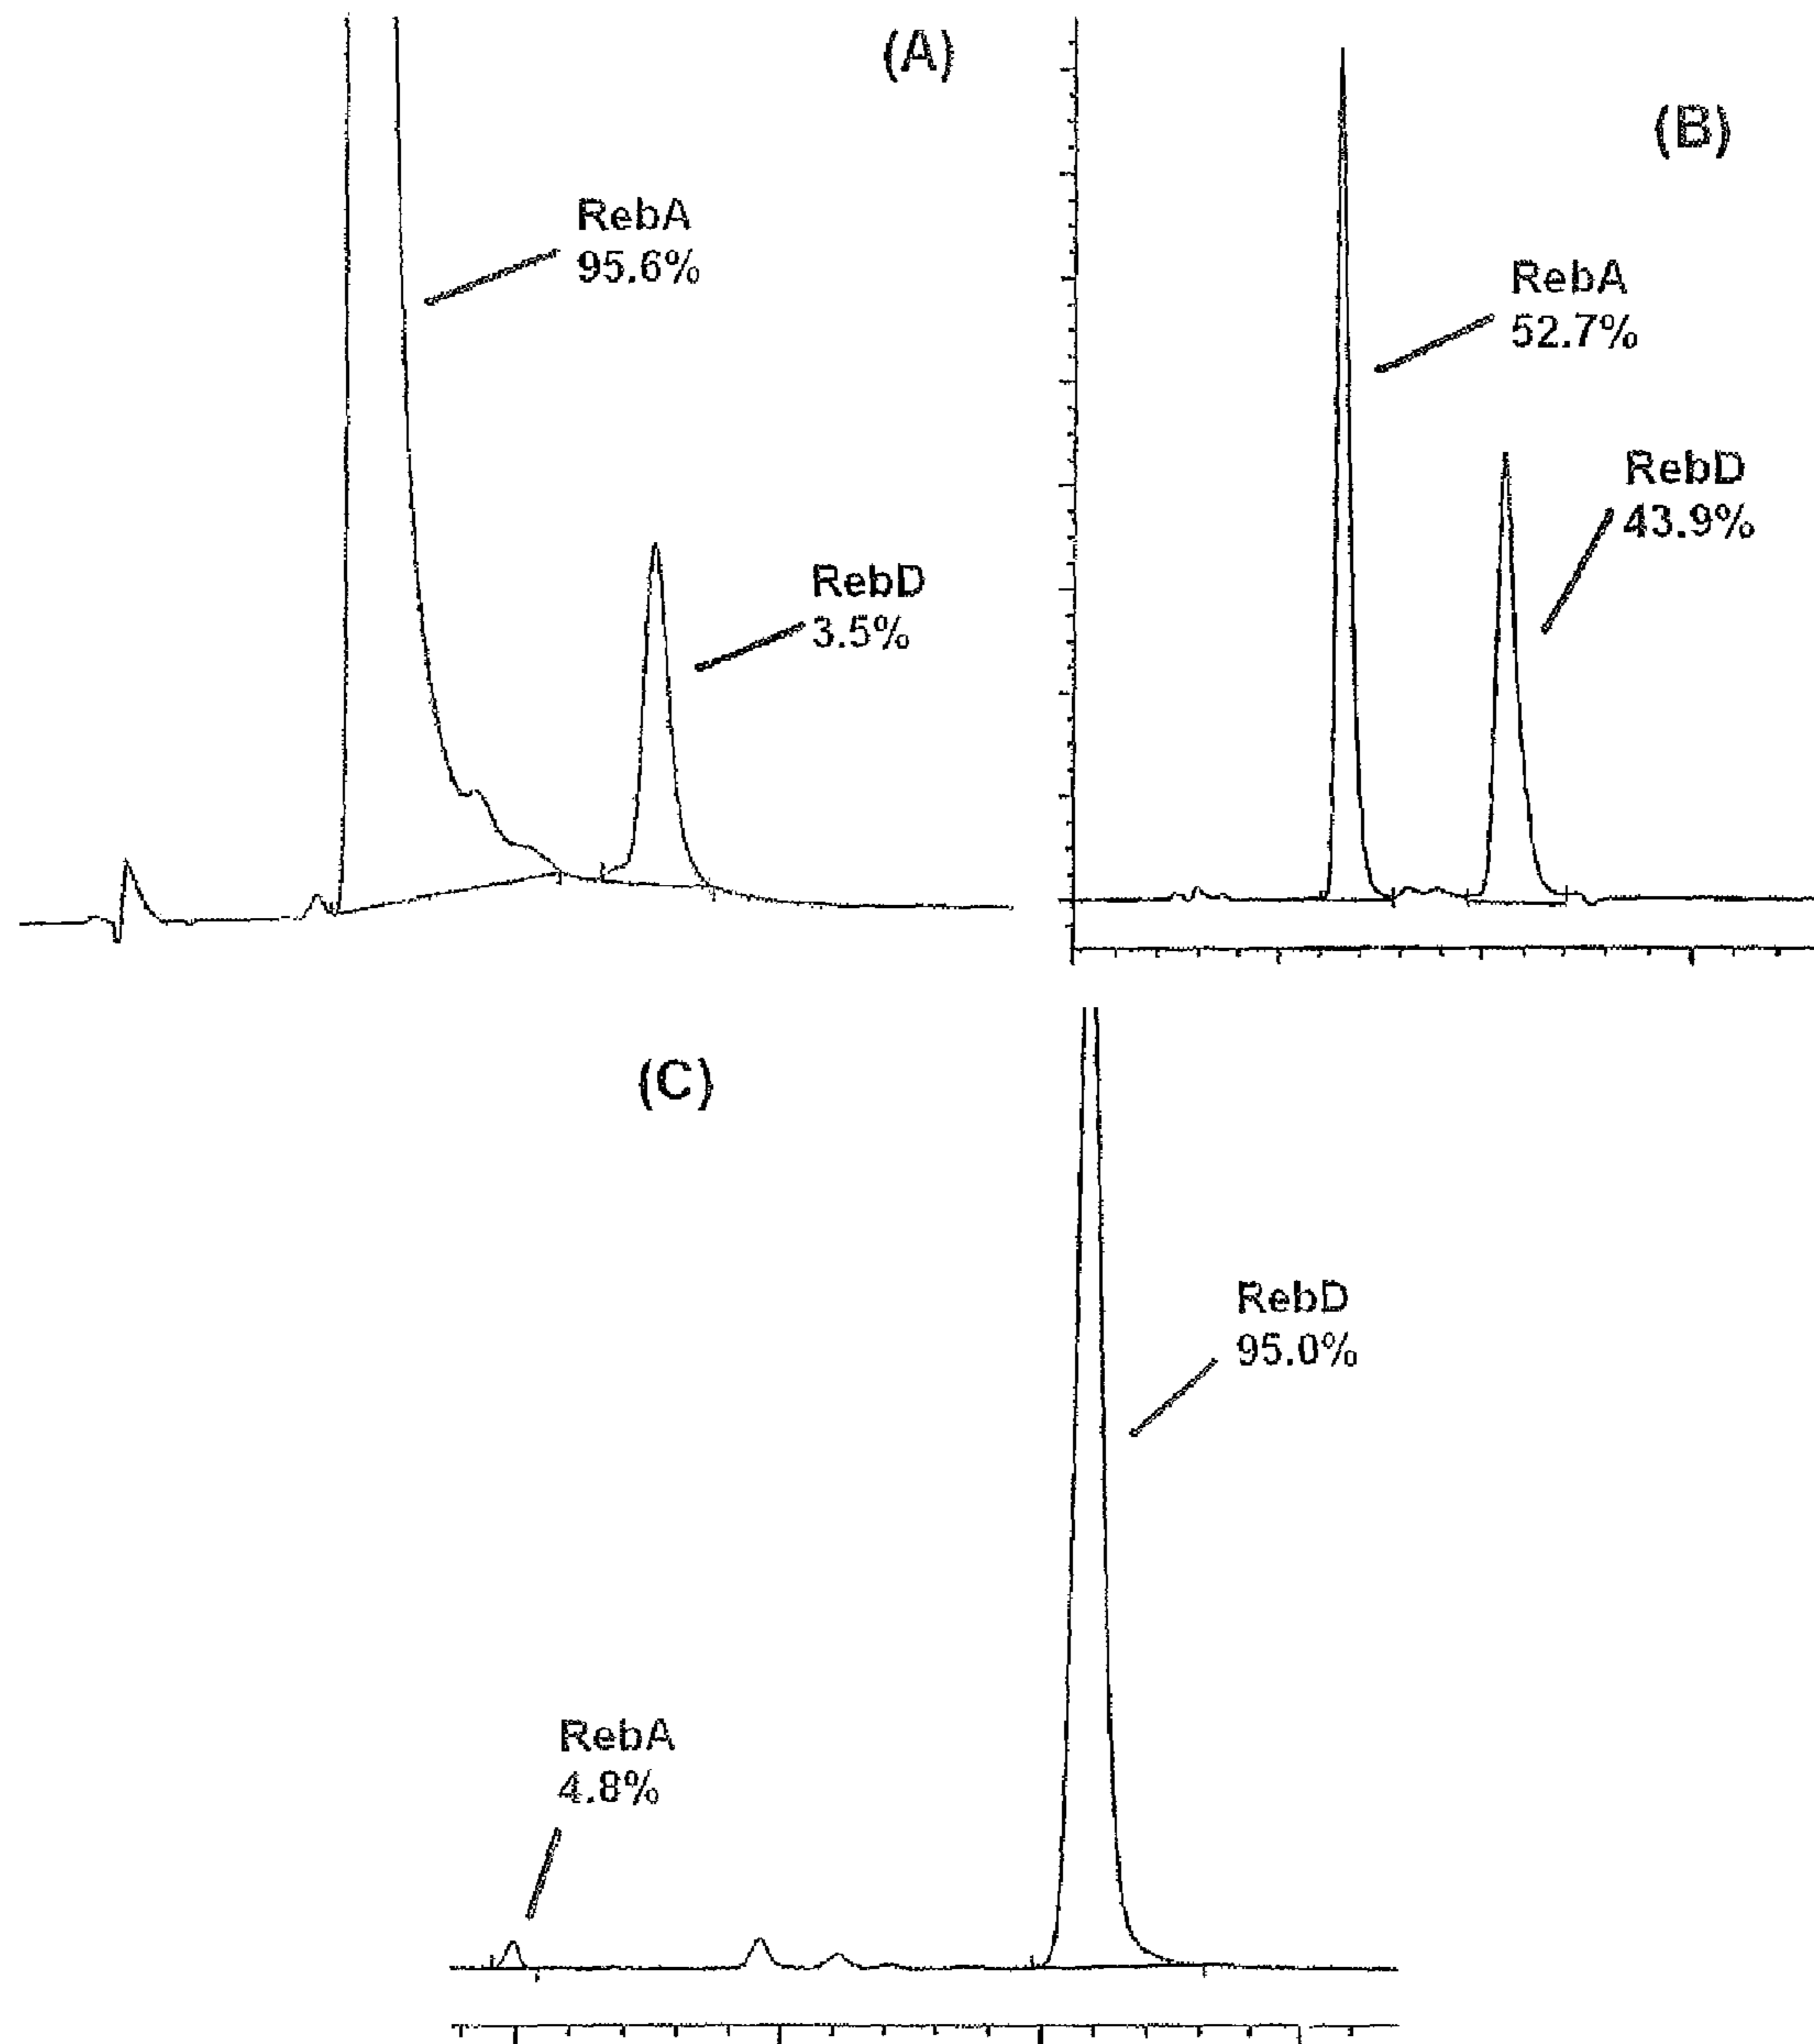 (A)
RebA
95.6%
RebD
3.5%
(B)
RebA
52.7%
RebD
43.9%
(C)
RebD
95.0%
RebA
4.8%